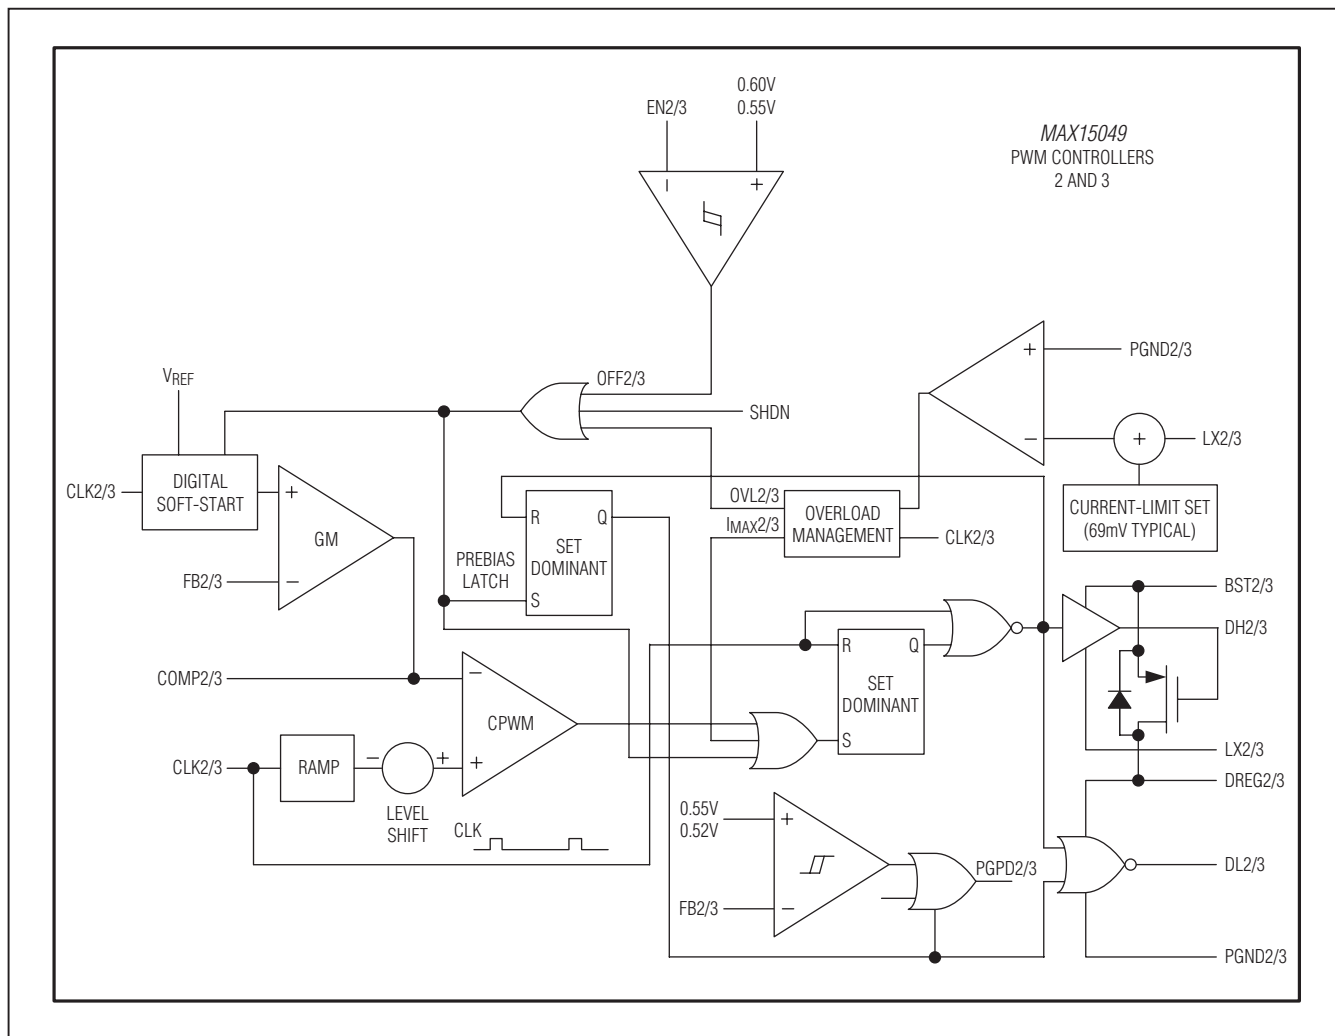 0.60V
EN2/3
0.55V
MAX15049
PWM CONTROLLERS
2 AND 3
−
+
VREF
OFF2/3
SHDN
+
PGND2/3
−
+
LX2/3
CLK2/3
DIGITAL
SOFT-START
+
GM
−
FB2/3
R
Q
SET
DOMINANT
S
PREBIAS
LATCH
OVL2/3
IMAX2/3
OVERLOAD
MANAGEMENT
CLK2/3
CURRENT-LIMIT SET
(69mV TYPICAL)
BST2/3
DH2/3
R
Q
SET
DOMINANT
S
COMP2/3
−
CPWM
+
CLK2/3
RAMP
−
+
LEVEL
SHIFT
CLK
LX2/3
DREG2/3
0.55V
0.52V
+
−
FB2/3
PGPD2/3
DL2/3
PGND2/3